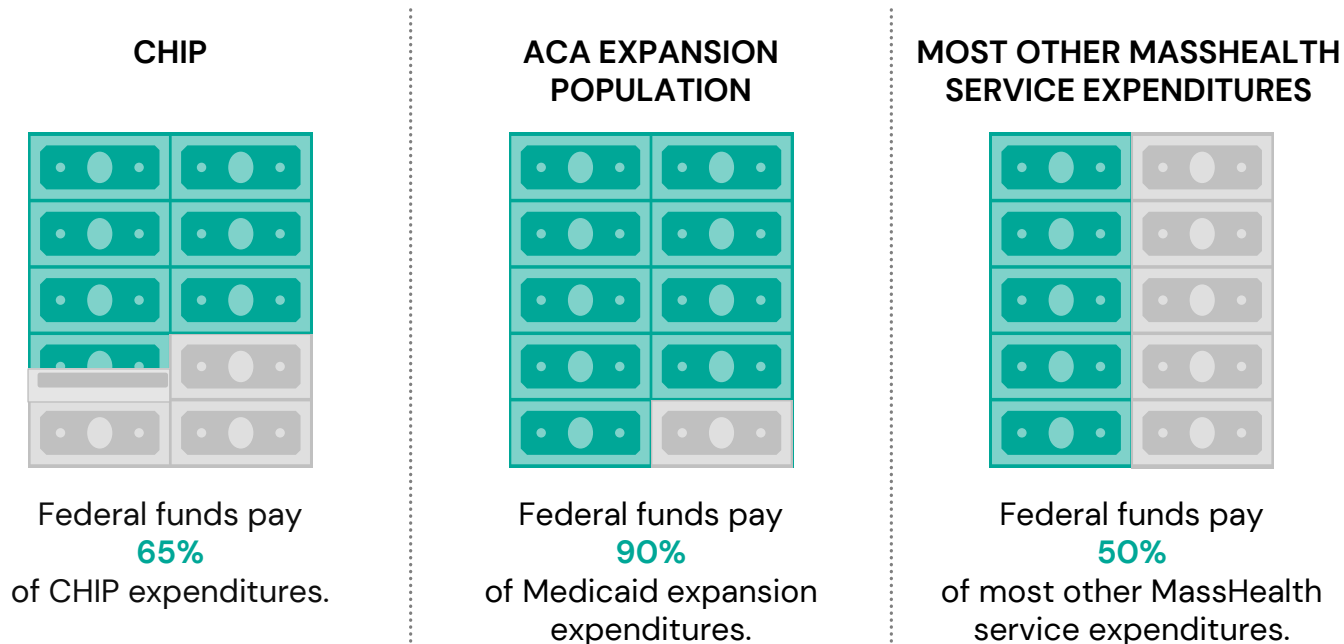 CHIP
Federal funds pay
65%
of CHIP expenditures.
ACA EXPANSION
POPULATION
Federal funds pay
90%
of Medicaid expansion
expenditures.
MOST OTHER MASSHEALTH
SERVICE EXPENDITURES
Federal funds pay
50%
of most other MassHealth
service expenditures.